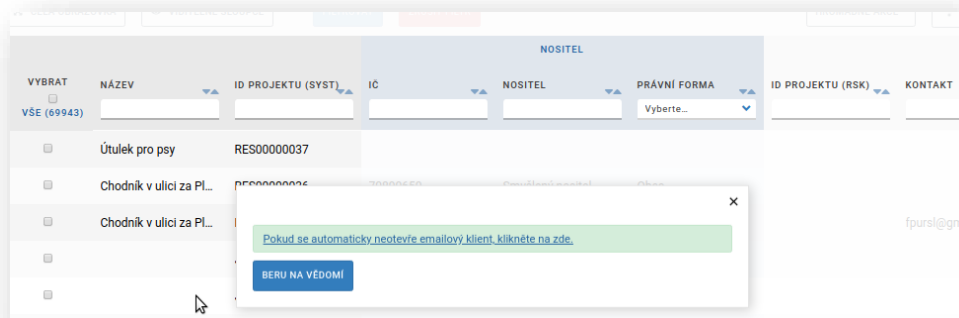 NOSITEL
VYBRAT
VŠE (69943)
NÁZEV
ID PROJEKTU (SYST)
IČ
NOSITEL
PRÁVNÍ FORMA
Vyberte...
ID PROJEKTU (RSK)
KONTAKT
Útulek pro psy RES00000037
Chodník v ulici za Pl...
Chodník v ulici za Pl... fpursl@gm
Pokud se automaticky neotevře emailový klient, klikněte na zde.
BERU NA VĚDOMÍ